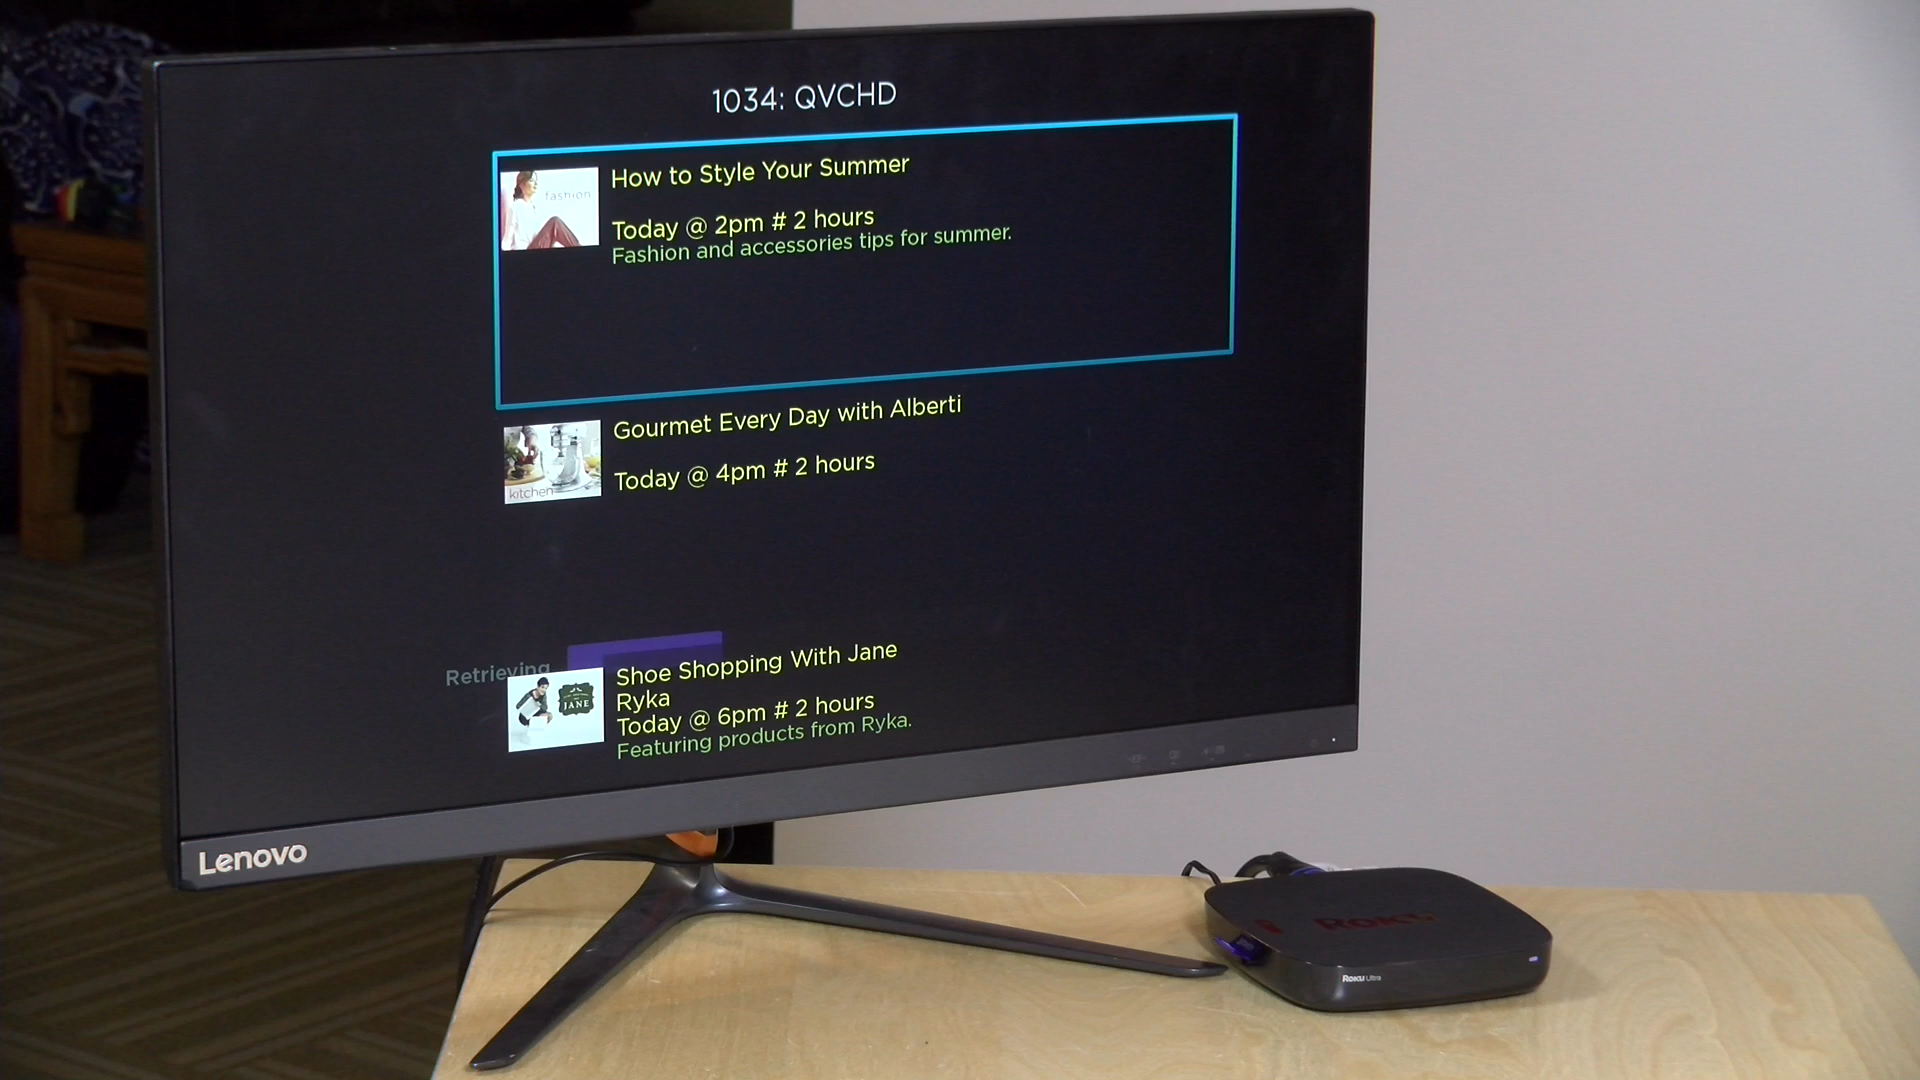 1034: QVCHD
fashion
How to Style Your Summer
Today @ 2pm # 2 hours
Fashion and accessories tips for summer.
kitchen
Gourmet Every Day with Alberti
Today @ 4pm # 2 hours
Retrieving
JANE
Shoe Shopping With Jane
Ryka
Today @ 6pm # 2 hours
Featuring products from Ryka.
Lenovo
ROKU
ROKU Ultra